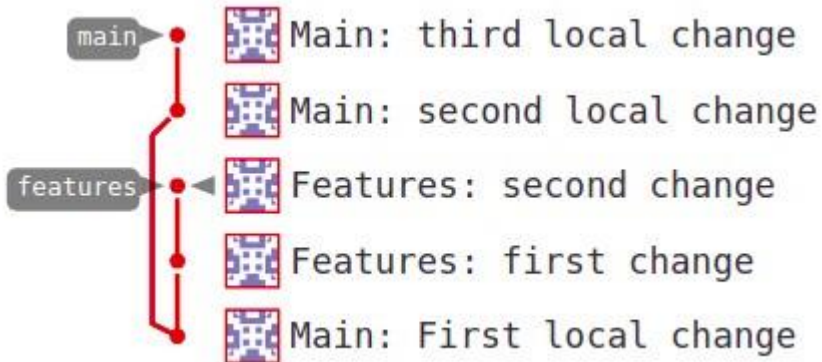 main Main: third local change
Main: second local change
features Features: second change
Features: first change
Main: First local change